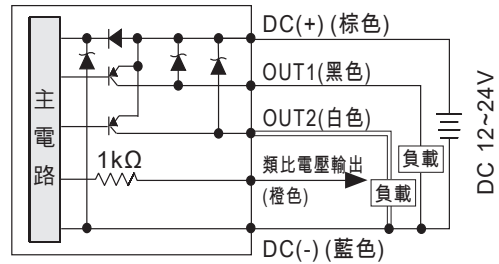 DC(+) (棕色)
OUT1(黑色)
主電路
OUT2(白色)
1kΩ
類比電壓輸出
(橙色)
負載
負載
DC 12~24V
DC(-) (藍色)